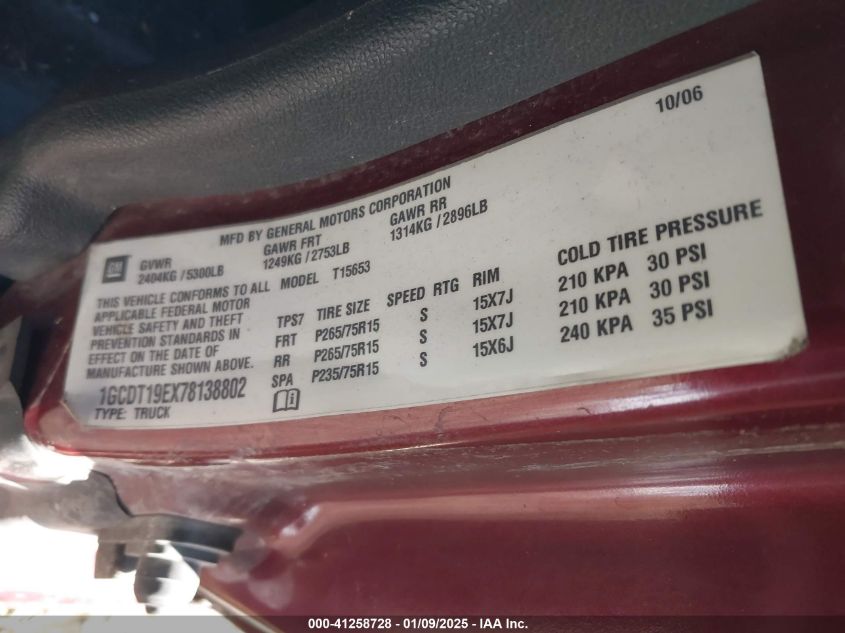 10/06
MFD BY GENERAL MOTORS CORPORATION
GM
GVWR GAWR FRT GAWR RR
2404KG / 5300LB 1249KG / 2753LB 1314KG / 2896LB
THIS VEHICLE CONFORMS TO ALL MODEL T15653
APPLICABLE FEDERAL MOTOR
VEHICLE SAFETY AND THEFT
PREVENTION STANDARDS IN
EFFECT ON THE DATE OF
MANUFACTURE SHOWN ABOVE.
1GCDT19EX78138802
TYPE: TRUCK
TPS7 TIRE SIZE SPEED RTG RIM COLD TIRE PRESSURE
FRT P265/75R15 S 15X7J 210 KPA 30 PSI
RR P265/75R15 S 15X7J 210 KPA 30 PSI
SPA P235/75R15 S 15X6J 240 KPA 35 PSI
000-41258728 - 01/09/2025 - IAA Inc.